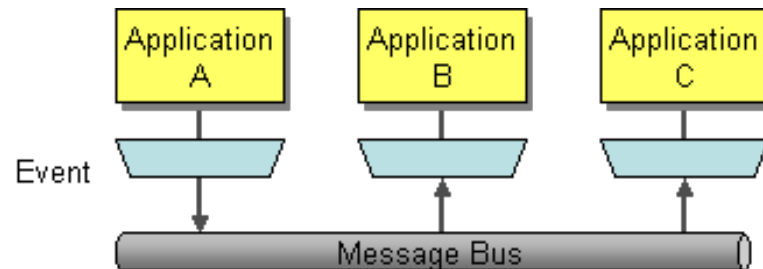 Application
A
Application
B
Application
C
Event
Message Bus